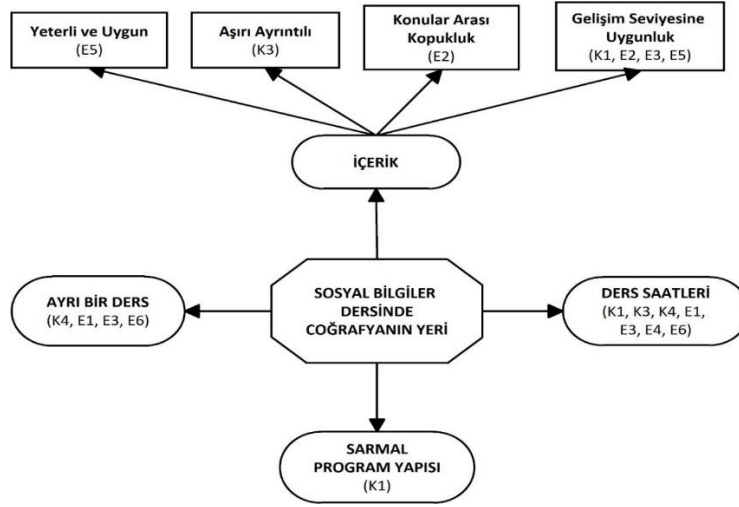 Yeterli ve Uygun
(E5)
Aşırı Ayrıntılı
(K3)
Konular Arası
Kopukluk
(E2)
Gelişim Seviyesine
Uygunluk
(K1, E2, E3, E5)
İÇERİK
AYRI BİR DERS
(K4, E1, E3, E6)
SOSYAL BİLGİLER
DERSİNDE
COĞRAFYANIN YERİ
DERS SAATLERİ
(K1, K3, K4, E1,
E3, E4, E6)
SARMAL
PROGRAM YAPISI
(K1)